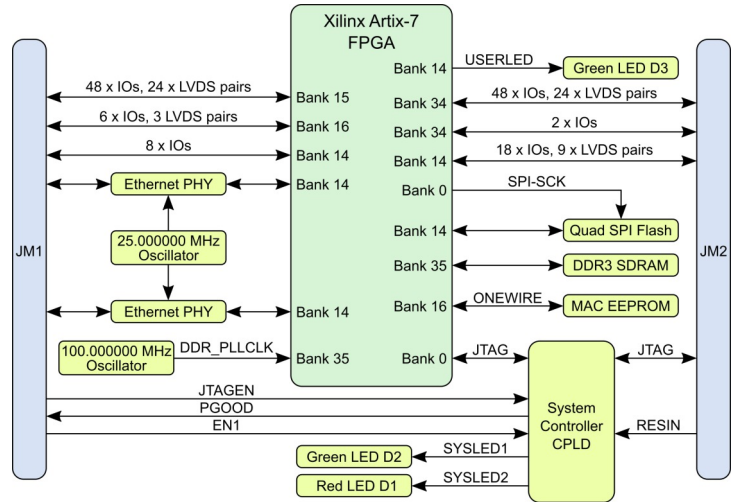 Xilinx Artix-7
FPGA
Bank 14
USERLED
Green LED D3
48 x IOs, 24 x LVDS pairs
Bank 15
Bank 34
48 x IOs, 24 x LVDS pairs
6 x IOs, 3 LVDS pairs
Bank 16
Bank 34
2 x IOs
8 x IOs
Bank 14
Bank 14
18 x IOs, 9 x LVDS pairs
Ethernet PHY
Bank 14
Bank 0
SPI-SCK
JM1
25.000000 MHz
Oscillator
Bank 14
Quad SPI Flash
JM2
Bank 35
DDR3 SDRAM
Ethernet PHY
Bank 14
Bank 16
ONEWIRE
MAC EEPROM
100.000000 MHz
Oscillator
DDR_PLLCLK
Bank 35
Bank 0
JTAG
JTAG
JTAGEN
PGOOD
EN1
System
Controller
CPLD
RESIN
Green LED D2
SYSLED1
Red LED D1
SYSLED2